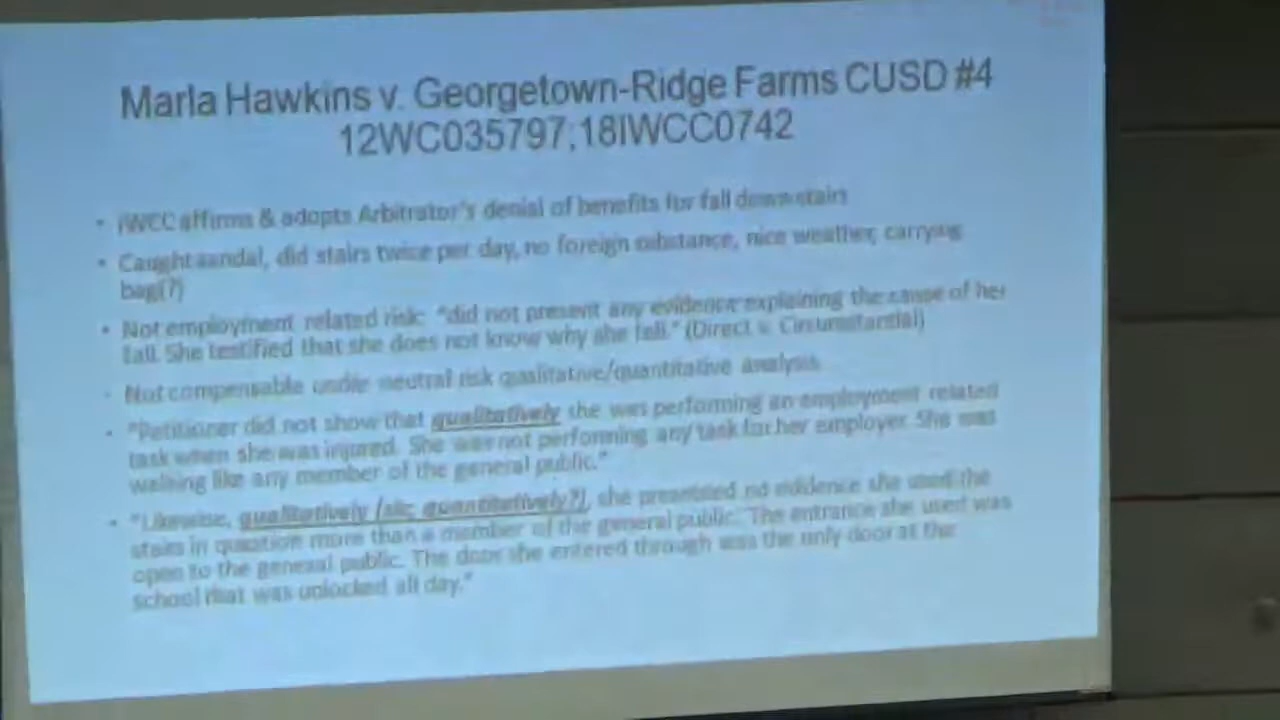 Marla Hawkins v. Georgetown-Ridge Farms CUSD #4
12WC035797;18IWCC0742
• IWCC affirms & adopts Arbitrator's denial of benefits for fall down stairs
• Caught sandal, did stairs twice per day, no foreign substance, nice weather, carrying
bag(?)
• Not employment related risk: "did not present any evidence explaining the cause of her
fall. She testified that she does not know why she fell." (Direct v. Circumstantial)
• Not compensable under neutral risk qualitative/quantitative analysis
• "Petitioner did not show that qualitatively she was performing an employment related
task when she was injured. She was not performing any task for her employer. She was
walking like any member of the general public."
• "Likewise, qualitatively [sic quantitatively?], she presented no evidence she used the
stairs in question more than a member of the general public. The entrance she used was
open to the general public. The door she entered through was the only door at the
school that was unlocked all day."